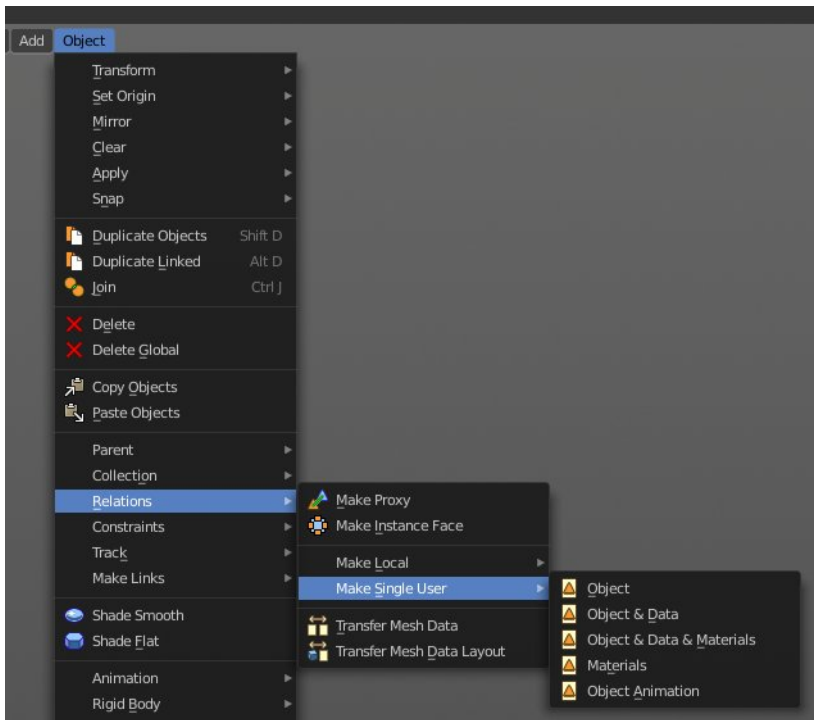 Add Object
Transform
Set Origin
Mirror
Clear
Apply
Snap
Duplicate Objects Shift D
Duplicate Linked Alt D
Join Ctrl J
Delete
Delete Global
Copy Objects
Paste Objects
Parent
Collection
Relations
Constraints
Track
Make Links
Shade Smooth
Shade Flat
Animation
Rigid Body
Make Proxy
Make Instance Face
Make Local
Make Single User
Transfer Mesh Data
Transfer Mesh Data Layout
Object
Object & Data
Object & Data & Materials
Materials
Object Animation